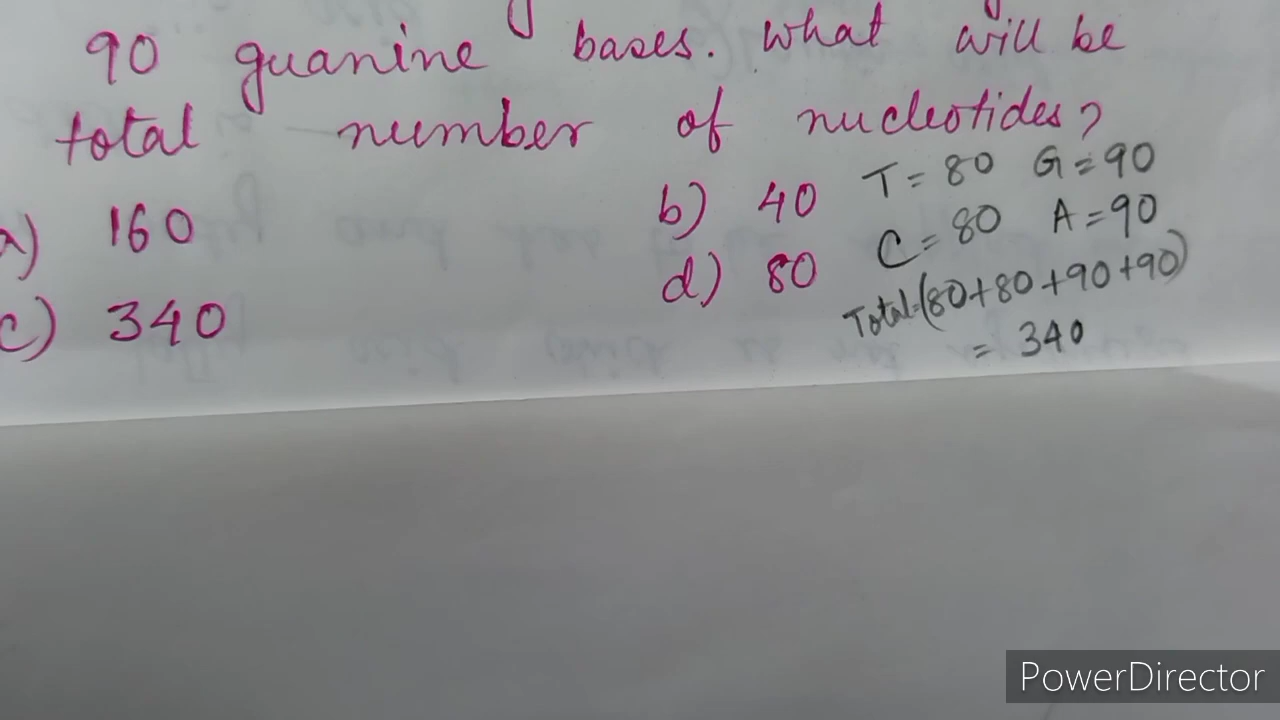 90 guanine bases. What will be
total number of nucleotides?
a) 160
b) 40
c) 340
d) 80
T = 80 G = 90
C = 80 A = 90
Total = (80+80+90+90)
= 340
PowerDirector